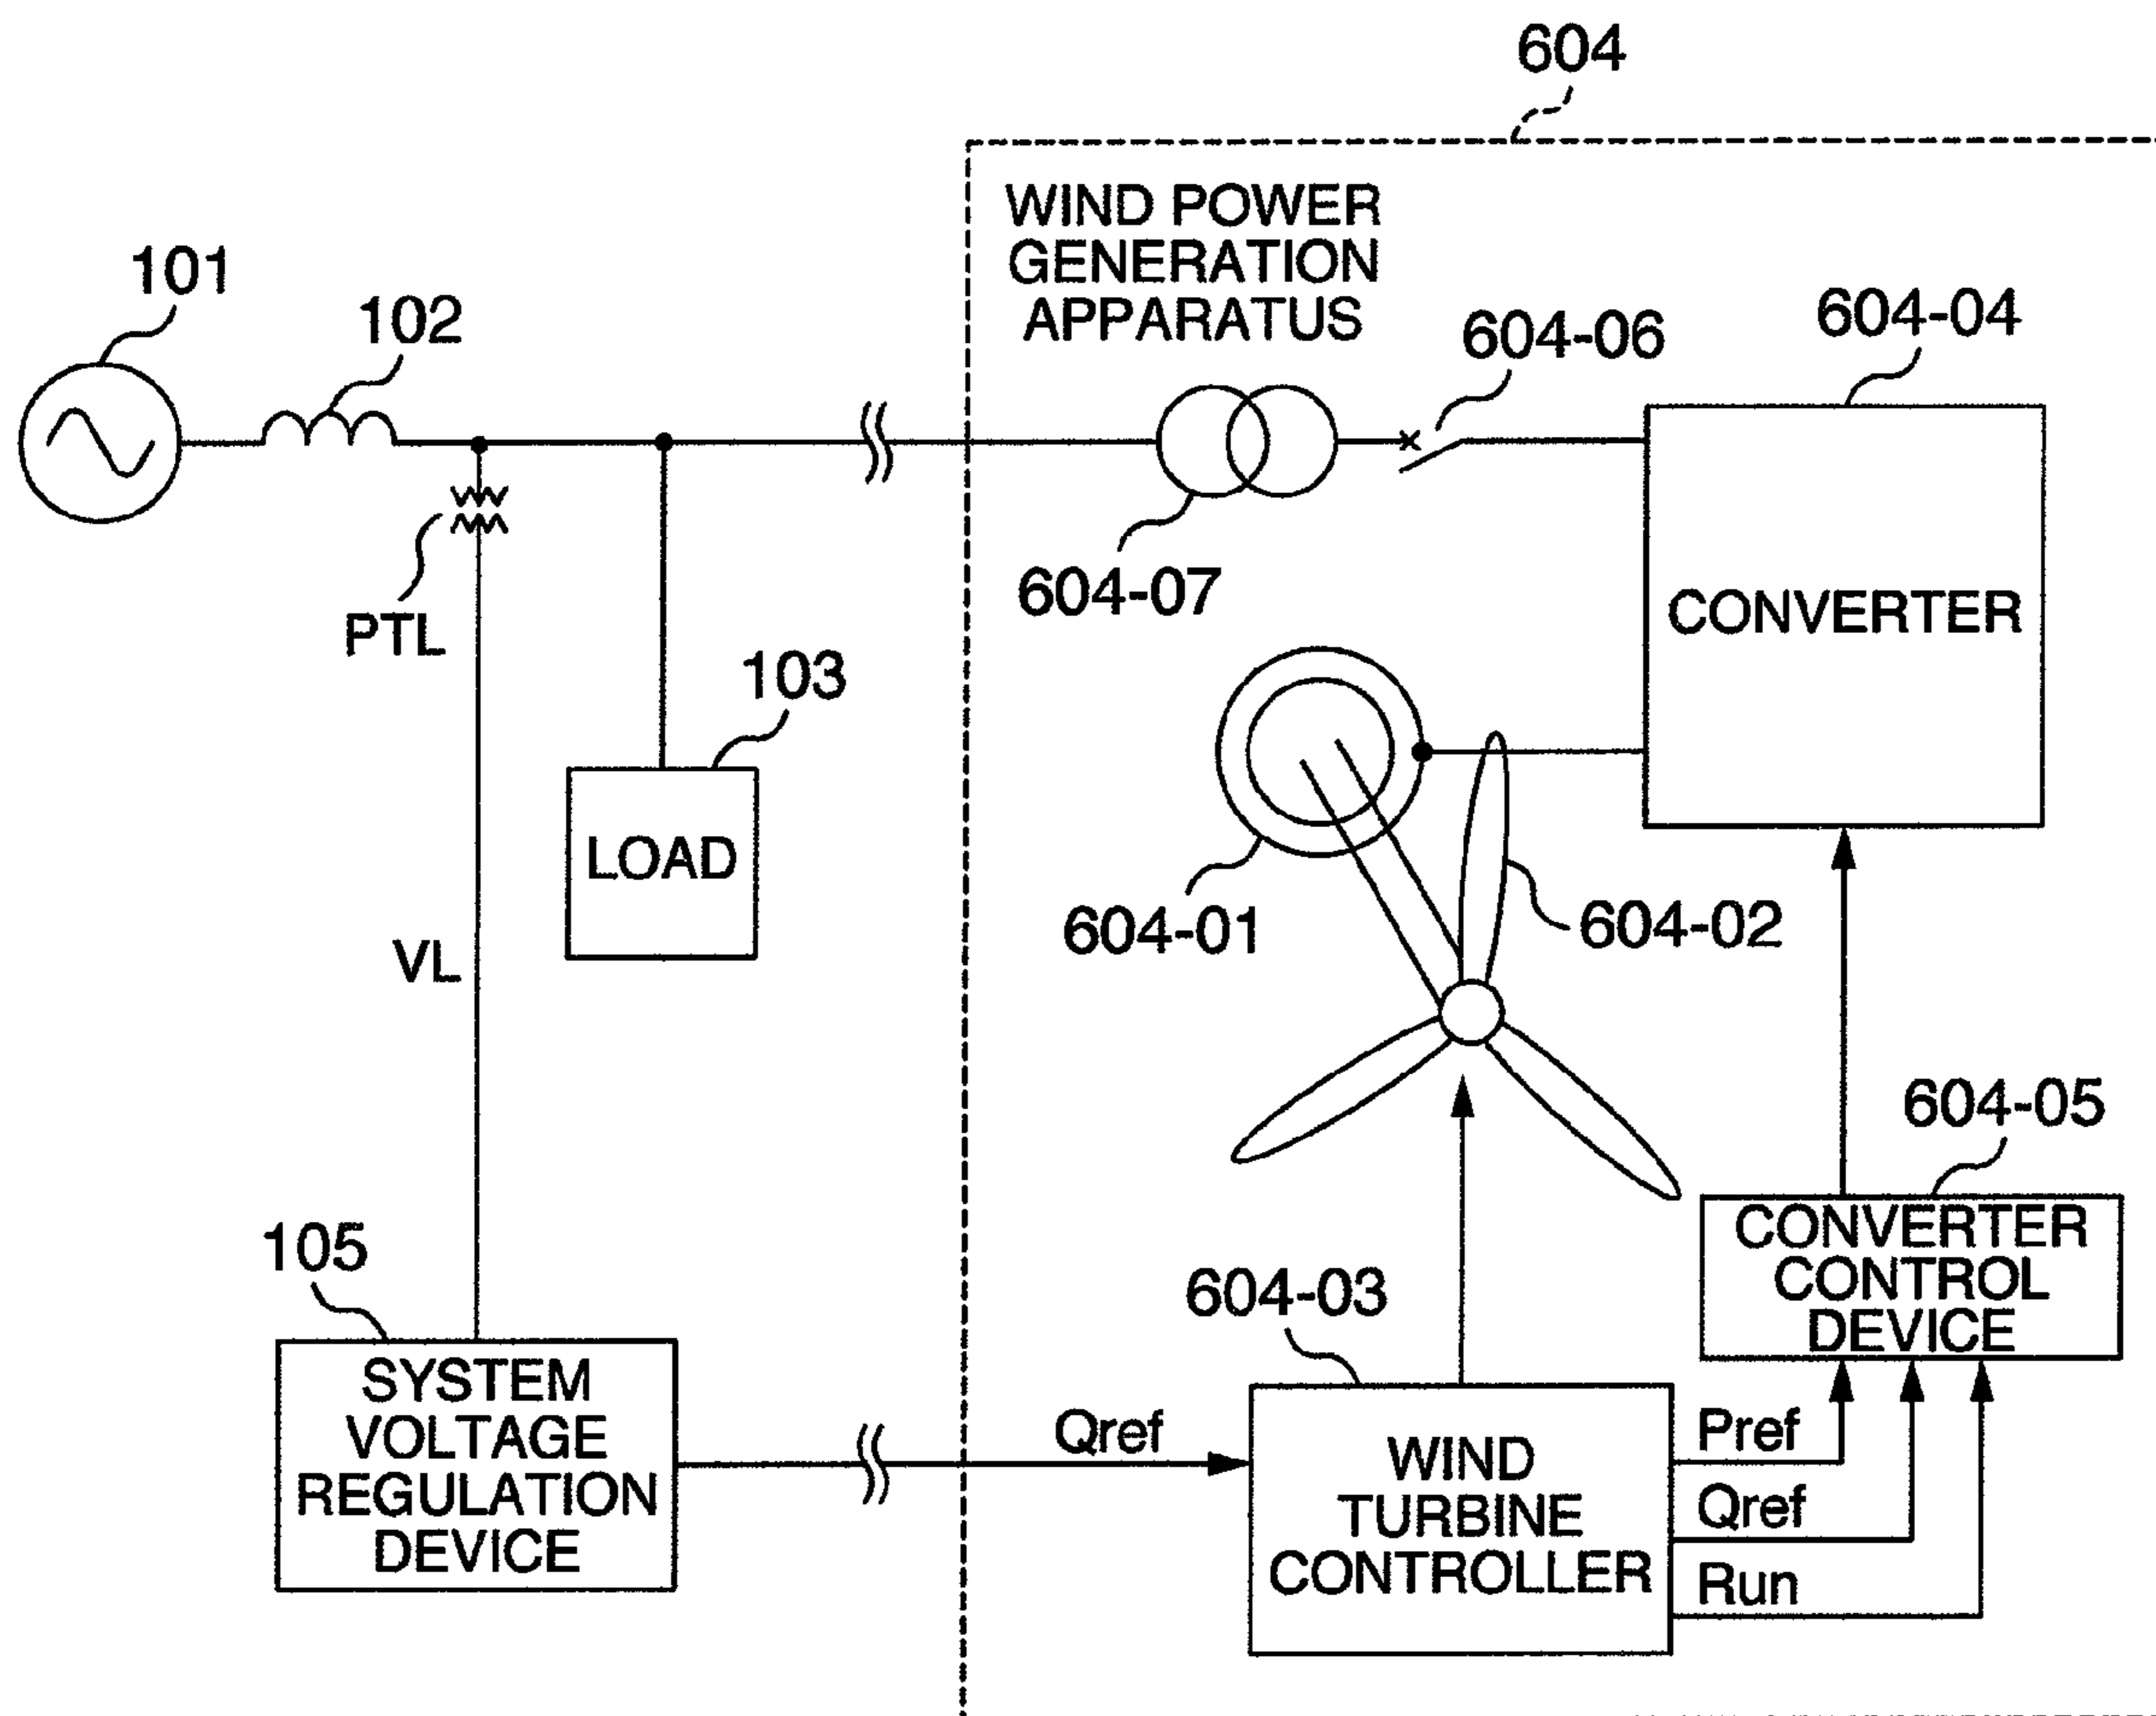 604
WIND POWER
GENERATION
APPARATUS
101
102
604-06
604-04
PTL
604-07
CONVERTER
103
LOAD
604-01
604-02
VL
604-05
CONVERTER
CONTROL
DEVICE
105
604-03
SYSTEM
VOLTAGE
REGULATION
DEVICE
Qref
WIND
TURBINE
CONTROLLER
Pref
Qref
Run